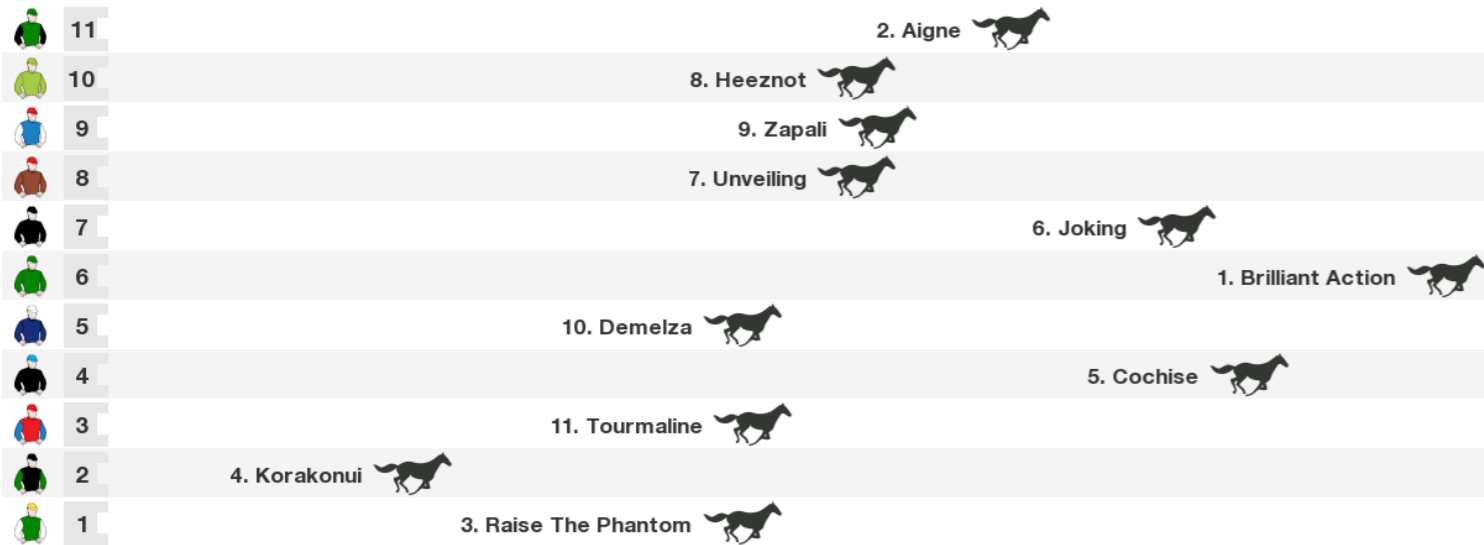 11 2. Aigne
10 8. Heeznot
9 9. Zapali
8 7. Unveiling
7 6. Joking
6 1. Brilliant Action
5 10. Demelza
4 5. Cochise
3 11. Tourmaline
2 4. Korakonui
1 3. Raise The Phantom